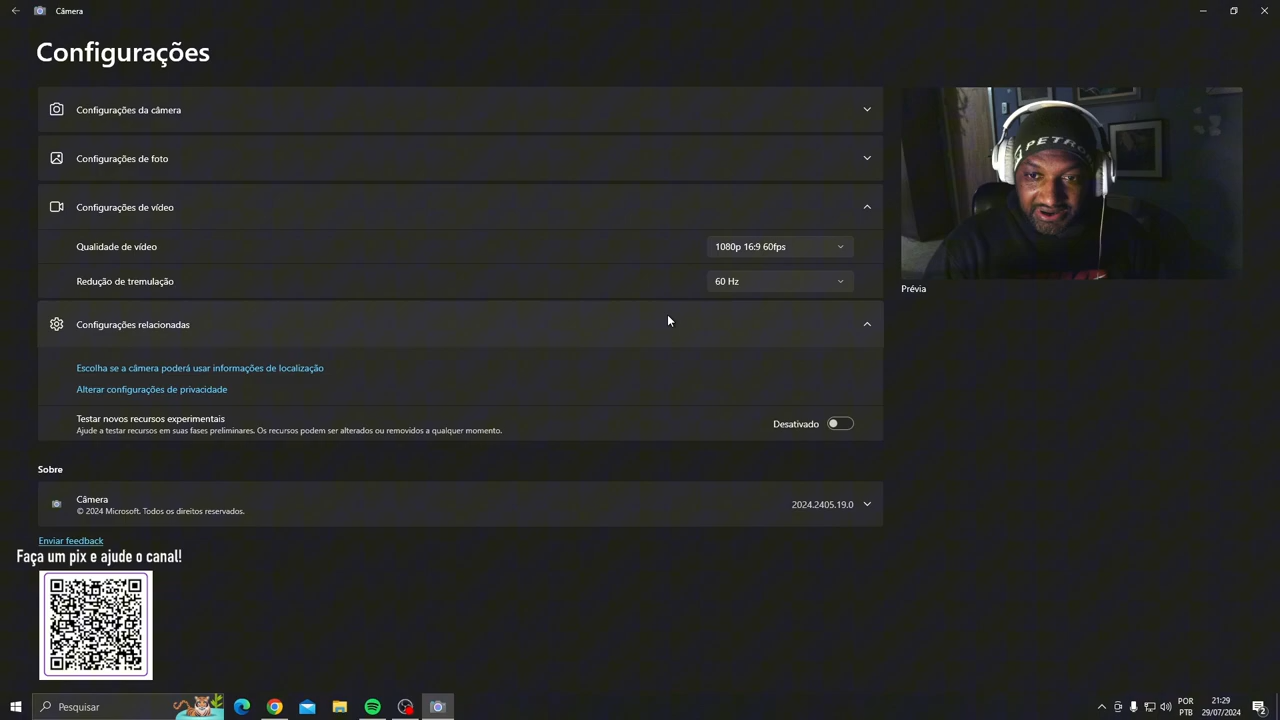 Câmera
Configurações
Configurações da câmera
Configurações de foto
Configurações de vídeo
Qualidade de vídeo
1080p 16:9 60fps
Redução de tremulação
60 Hz
Configurações relacionadas
Escolha se a câmera poderá usar informações de localização
Alterar configurações de privacidade
Testar novos recursos experimentais
Ajude a testar recursos em suas fases preliminares. Os recursos podem ser alterados ou removidos a qualquer momento.
Desativado
PETRO
Prévia
Sobre
Câmera
© 2024 Microsoft. Todos os direitos reservados.
2024.2405.19.0
Enviar feedback
Faça um pix e ajude o canal!
Pesquisar
POR
PTB
21:29
29/07/2024
2